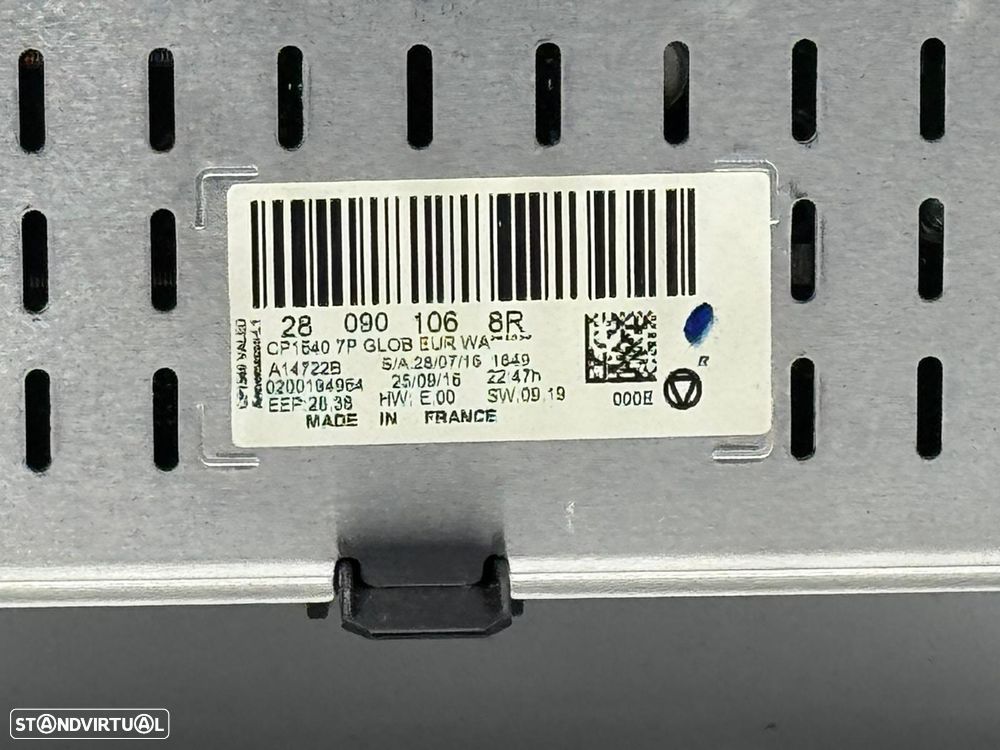 28 090 106 8R
CP1540 7P GLOB EUR WA
A14722B S/A.28/07/16 1649
0200104964 25/09/16 22:47h
EEP:28.38 HW: E.00 SW.09.19
MADE IN FRANCE
000E
R
STANDVIRTUAL